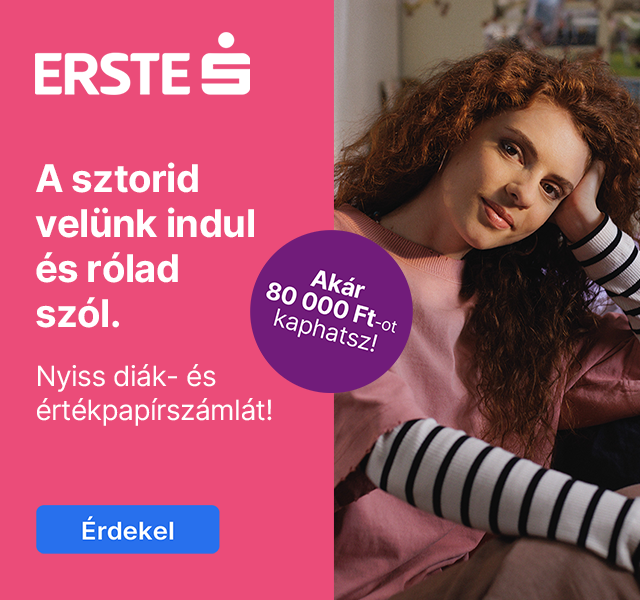 ERSTE
A sztorid
velünk indul
és rólad
szól.
Akár
80 000 Ft-ot
kaphatsz!
Nyiss diák- és
értékpapírszámlát!
Érdekel